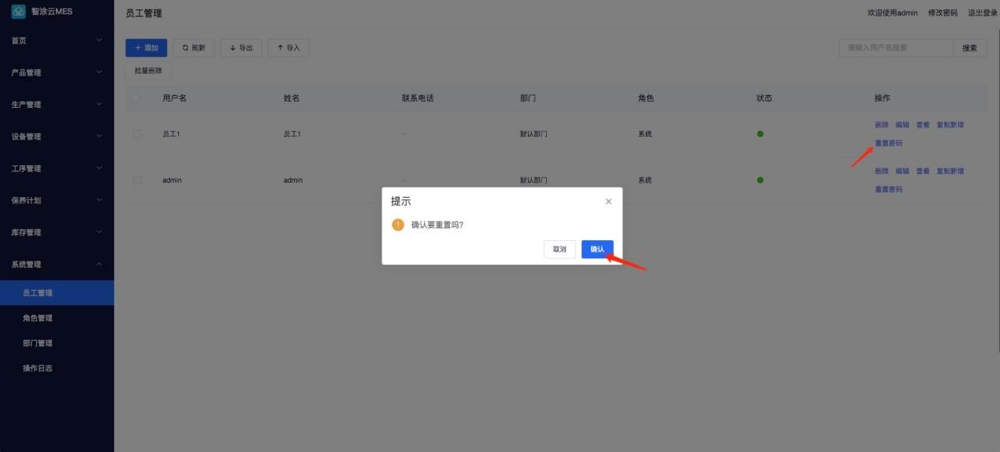 智涂云MES
员工管理
欢迎使用admin 修改密码 退出登录
首页
产品管理
生产管理
设备管理
工序管理
保养计划
库存管理
系统管理
员工管理
角色管理
部门管理
操作日志
添加 刷新 导出 导入
请输入用户名搜索 搜索
批量删除
用户名 姓名 联系电话 部门 角色 状态 操作
员工1 员工1 - 默认部门 系统 删除 编辑 查看 复制新增
重置密码
admin admin - 默认部门 系统 删除 编辑 查看 复制新增
重置密码
提示
确认要重置吗?
取消 确认